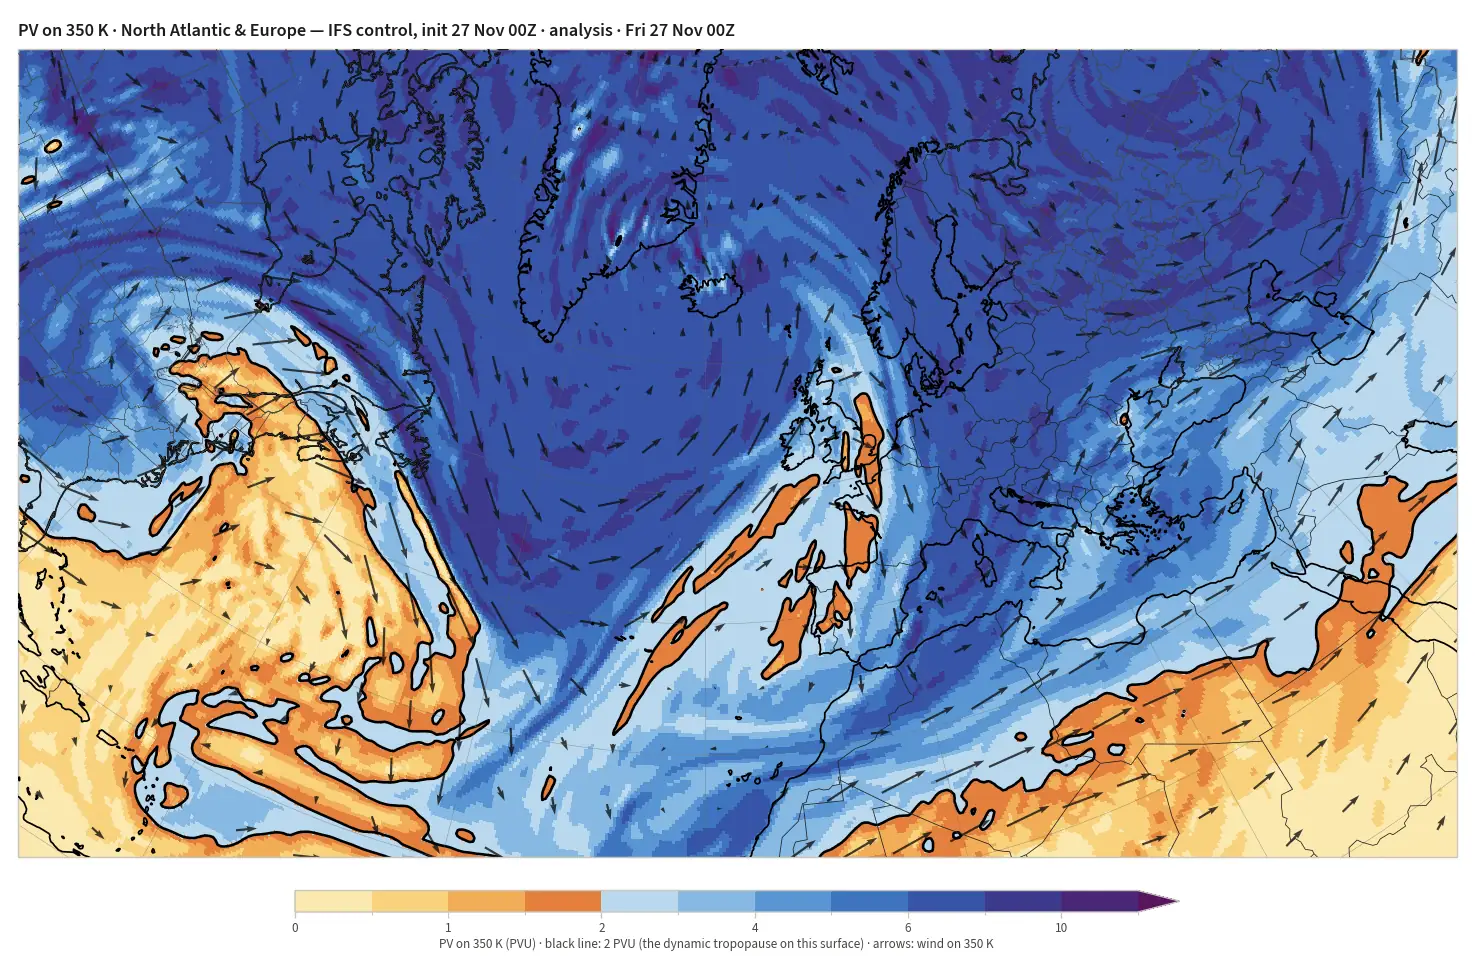 PV on 350 K · North Atlantic & Europe — IFS control, init 27 Nov 00Z · analysis · Fri 27 Nov 00Z
0 1 2 4 6 10
PV on 350 K (PVU) · black line: 2 PVU (the dynamic tropopause on this surface) · arrows: wind on 350 K